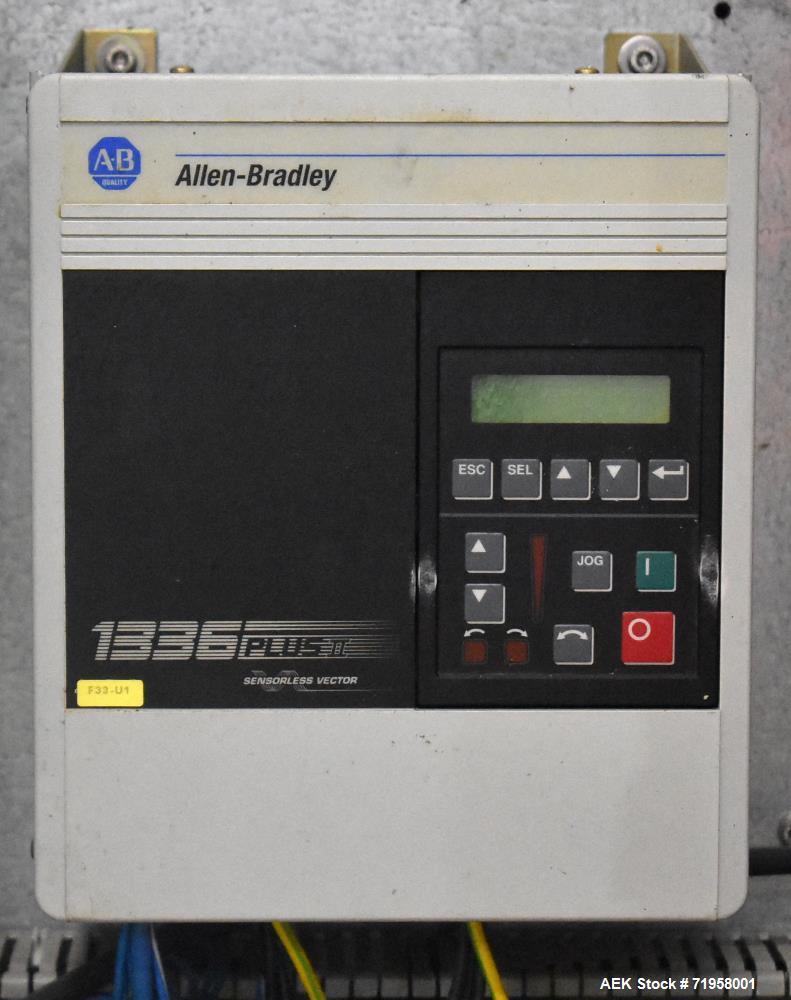 A-B
QUALITY
Allen-Bradley
ESC SEL
JOG
1336 PLUS II
SENSORLESS VECTOR
F33-U1
AEK Stock # 71958001